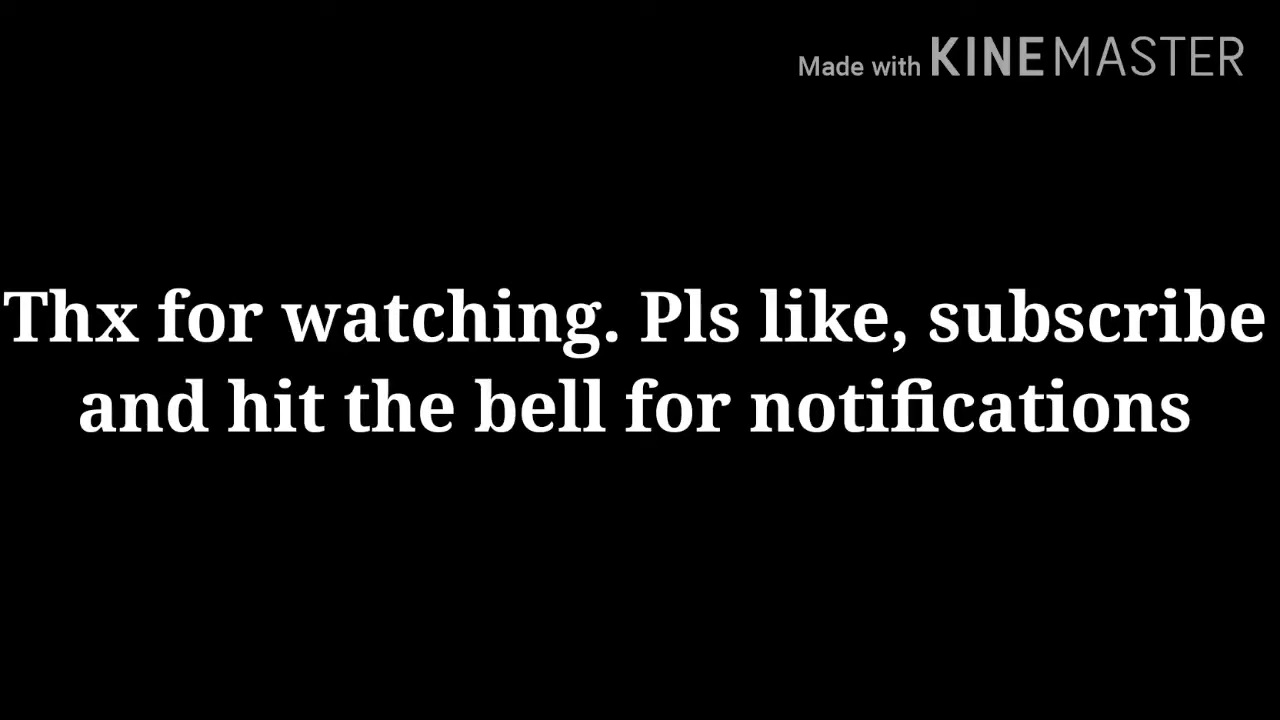 Made with KINEMASTER
Thx for watching. Pls like, subscribe
and hit the bell for notifications